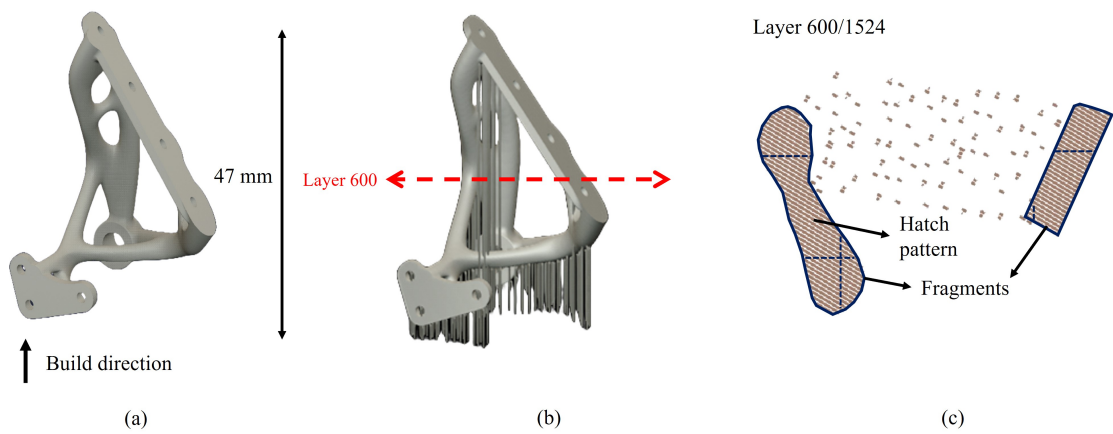 Layer 600/1524
47 mm
Layer 600
Hatch
pattern
Fragments
Build direction
(a)
(b)
(c)